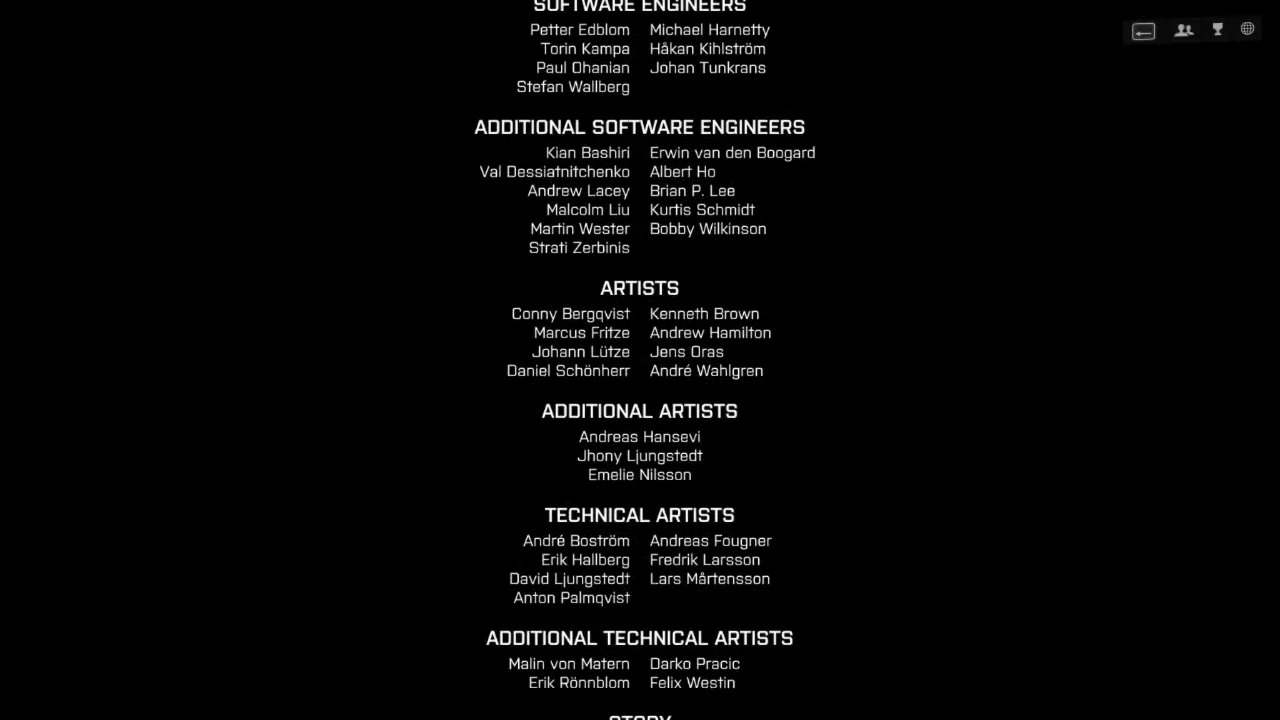 SOFTWARE ENGINEERS
Petter Edblom Michael Harnetty
Torin Kampa Håkan Kihlström
Paul Ohanian Johan Tunkrans
Stefan Wallberg
ADDITIONAL SOFTWARE ENGINEERS
Kian Bashiri Erwin van den Boogard
Val Dessiatnitchenko Albert Ho
Andrew Lacey Brian P. Lee
Malcolm Liu Kurtis Schmidt
Martin Wester Bobby Wilkinson
Strati Zerbinis
ARTISTS
Conny Bergqvist Kenneth Brown
Marcus Fritze Andrew Hamilton
Johann Lütze Jens Oras
Daniel Schönherr André Wahlgren
ADDITIONAL ARTISTS
Andreas Hansevi
Jhony Ljungstedt
Emelie Nilsson
TECHNICAL ARTISTS
André Boström Andreas Fougner
Erik Hallberg Fredrik Larsson
David Ljungstedt Lars Mårtensson
Anton Palmqvist
ADDITIONAL TECHNICAL ARTISTS
Malin von Matern Darko Pracic
Erik Rönnblom Felix Westin
STORY